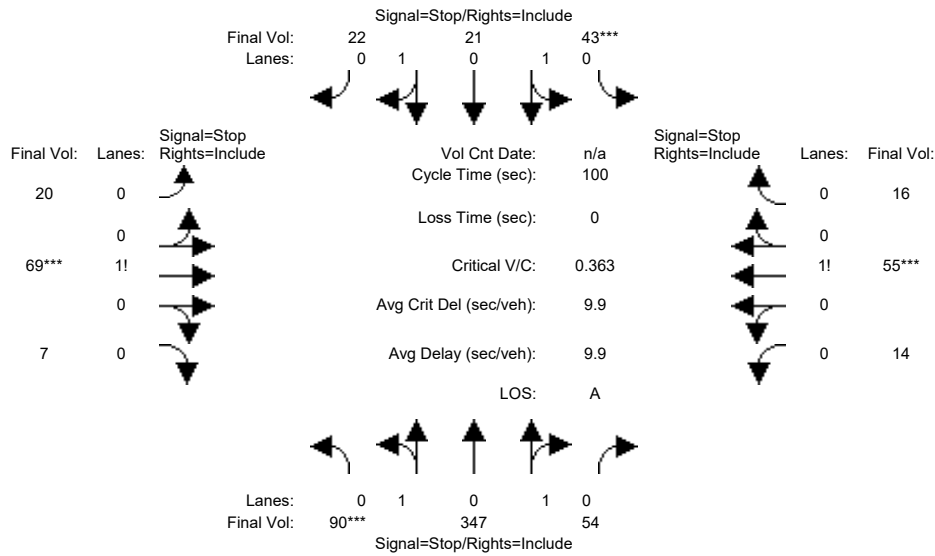 Signal=Stop/Rights=Include
Final Vol: 22 21 43***
Lanes: 0 1 0 1 0
Signal=Stop
Final Vol: Lanes: Rights=Include
Vol Cnt Date: n/a
Signal=Stop
Rights=Include Lanes: Final Vol:
Cycle Time (sec): 100
20 0
0 16
Loss Time (sec): 0
0
0
69*** 1!
Critical V/C: 0.363
1! 55***
0
Avg Crit Del (sec/veh): 9.9
0
7 0
Avg Delay (sec/veh): 9.9
0 14
LOS: A
Lanes: 0 1 0 1 0
Final Vol: 90*** 347 54
Signal=Stop/Rights=Include